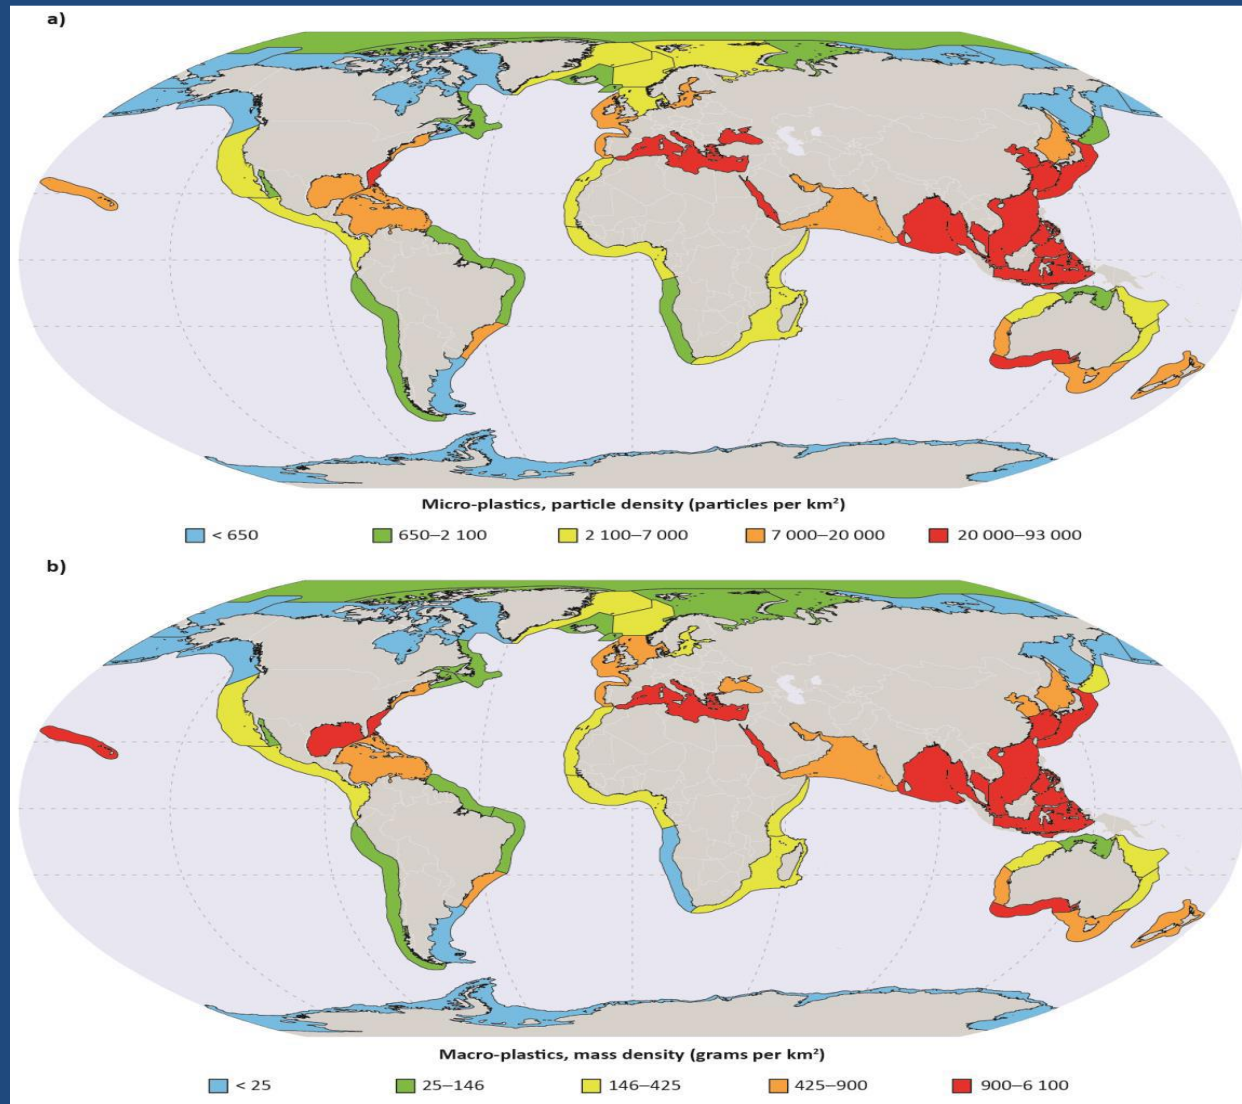 a)
Micro-plastics, particle density (particles per km²)
< 650 650–2 100 2 100–7 000 7 000–20 000 20 000–93 000
b)
Macro-plastics, mass density (grams per km²)
< 25 25–146 146–425 425–900 900–6 100